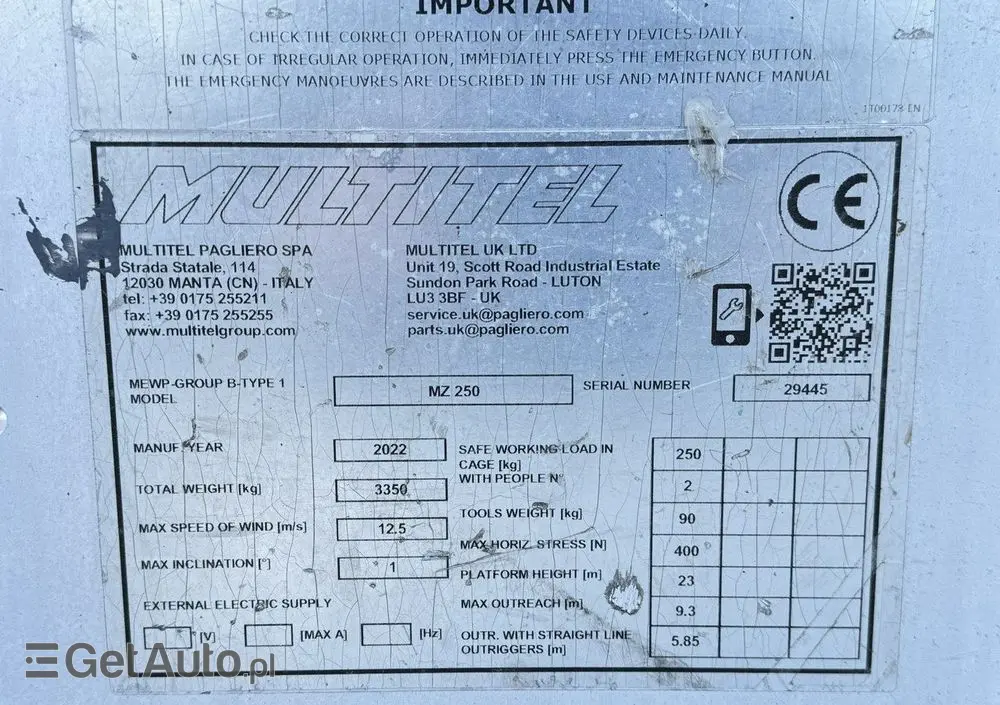 IMPORTANT
CHECK THE CORRECT OPERATION OF THE SAFETY DEVICES DAILY.
IN CASE OF IRREGULAR OPERATION, IMMEDIATELY PRESS THE EMERGENCY BUTTON.
THE EMERGENCY MANOEUVRES ARE DESCRIBED IN THE USE AND MAINTENANCE MANUAL
1T00178-EN
MULTITEL
CE
MULTITEL PAGLIERO SPA
Strada Statale, 114
12030 MANTA (CN) - ITALY
tel: +39 0175 255211
fax: +39 0175 255255
www.multitelgroup.com
MULTITEL UK LTD
Unit 19, Scott Road Industrial Estate
Sundon Park Road - LUTON
LU3 3BF - UK
service.uk@pagliero.com
parts.uk@pagliero.com
MEWP-GROUP B-TYPE 1
MODEL
MZ 250
SERIAL NUMBER
29445
MANUF. YEAR
2022
TOTAL WEIGHT [kg]
3350
MAX SPEED OF WIND [m/s]
12.5
MAX INCLINATION [°]
1
EXTERNAL ELECTRIC SUPPLY
[V] [MAX A] [Hz]
SAFE WORKING LOAD IN
CAGE [kg]
250
WITH PEOPLE N°
2
TOOLS WEIGHT [kg]
90
MAX HORIZ. STRESS [N]
400
PLATFORM HEIGHT [m]
23
MAX OUTREACH [m]
9.3
OUTR. WITH STRAIGHT LINE
OUTRIGGERS [m]
5.85
GetAuto.pl